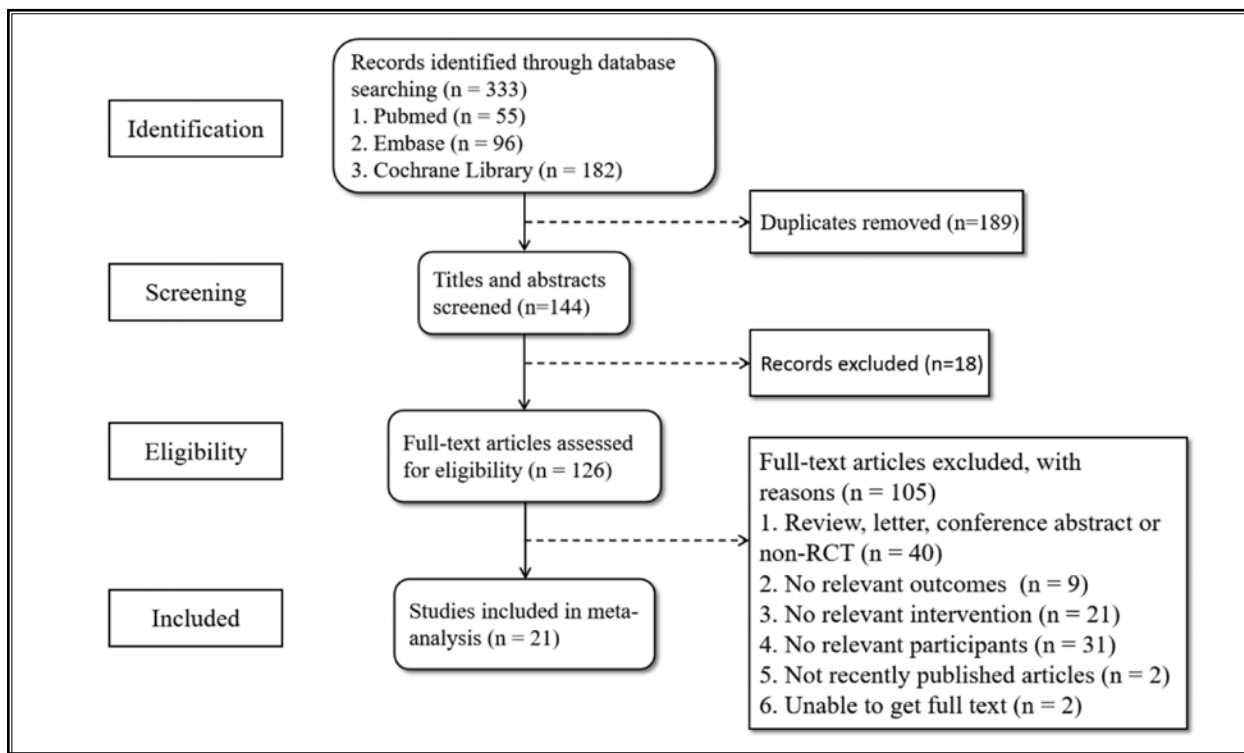 Identification
Records identified through database
searching (n = 333)
1. Pubmed (n = 55)
2. Embase (n = 96)
3. Cochrane Library (n = 182)
Duplicates removed (n=189)
Screening
Titles and abstracts
screened (n=144)
Records excluded (n=18)
Eligibility
Full-text articles assessed
for eligibility (n = 126)
Full-text articles excluded, with
reasons (n = 105)
1. Review, letter, conference abstract or
non-RCT (n = 40)
2. No relevant outcomes (n = 9)
3. No relevant intervention (n = 21)
4. No relevant participants (n = 31)
5. Not recently published articles (n = 2)
6. Unable to get full text (n = 2)
Included
Studies included in meta-
analysis (n = 21)